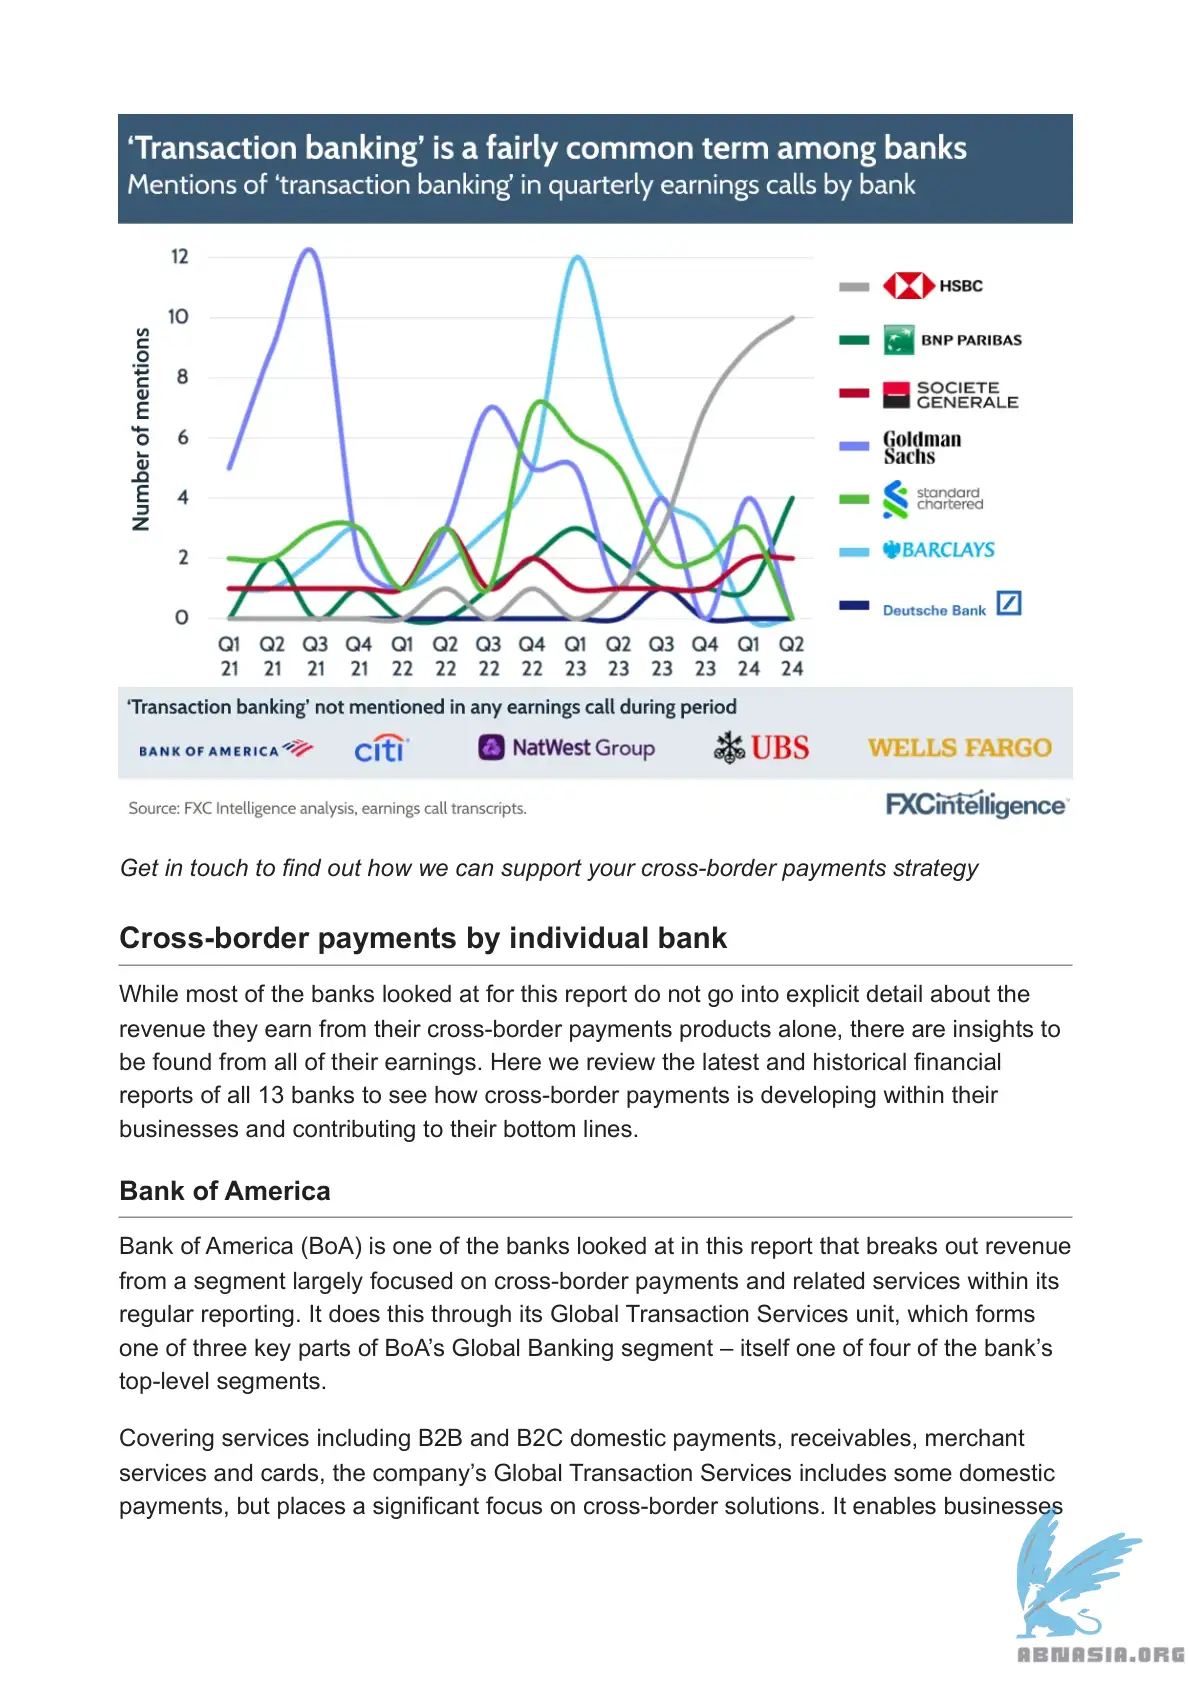 ‘Transaction banking’ is a fairly common term among banks
Mentions of ‘transaction banking’ in quarterly earnings calls by bank
Number of mentions
12
10
8
6
4
2
0
Q1 Q2 Q3 Q4 Q1 Q2 Q3 Q4 Q1 Q2 Q3 Q4 Q1 Q2
21 21 21 21 22 22 22 22 23 23 23 23 24 24
HSBC
BNP PARIBAS
SOCIETE
GENERALE
Goldman
Sachs
standard
chartered
BARCLAYS
Deutsche Bank
‘Transaction banking’ not mentioned in any earnings call during period
BANK OF AMERICA citi NatWest Group UBS WELLS FARGO
Source: FXC Intelligence analysis, earnings call transcripts.
FXCintelligence™
Get in touch to find out how we can support your cross-border payments strategy
Cross-border payments by individual bank
While most of the banks looked at for this report do not go into explicit detail about the
revenue they earn from their cross-border payments products alone, there are insights to
be found from all of their earnings. Here we review the latest and historical financial
reports of all 13 banks to see how cross-border payments is developing within their
businesses and contributing to their bottom lines.
Bank of America
Bank of America (BoA) is one of the banks looked at in this report that breaks out revenue
from a segment largely focused on cross-border payments and related services within its
regular reporting. It does this through its Global Transaction Services unit, which forms
one of three key parts of BoA’s Global Banking segment – itself one of four of the bank’s
top-level segments.
Covering services including B2B and B2C domestic payments, receivables, merchant
services and cards, the company’s Global Transaction Services includes some domestic
payments, but places a significant focus on cross-border solutions. It enables businesses
ABNASIA.ORG